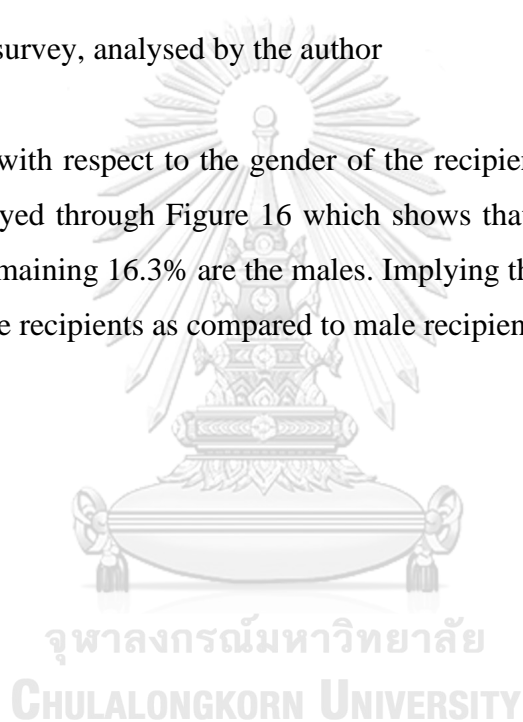 survey, analysed by the author
with respect to the gender of the recipien
yed through Figure 16 which shows that
maining 16.3% are the males. Implying th
e recipients as compared to male recipien
จุฬาลงกรณ์มหาวิทยาลัย
CHULALONGKORN UNIVERSITY